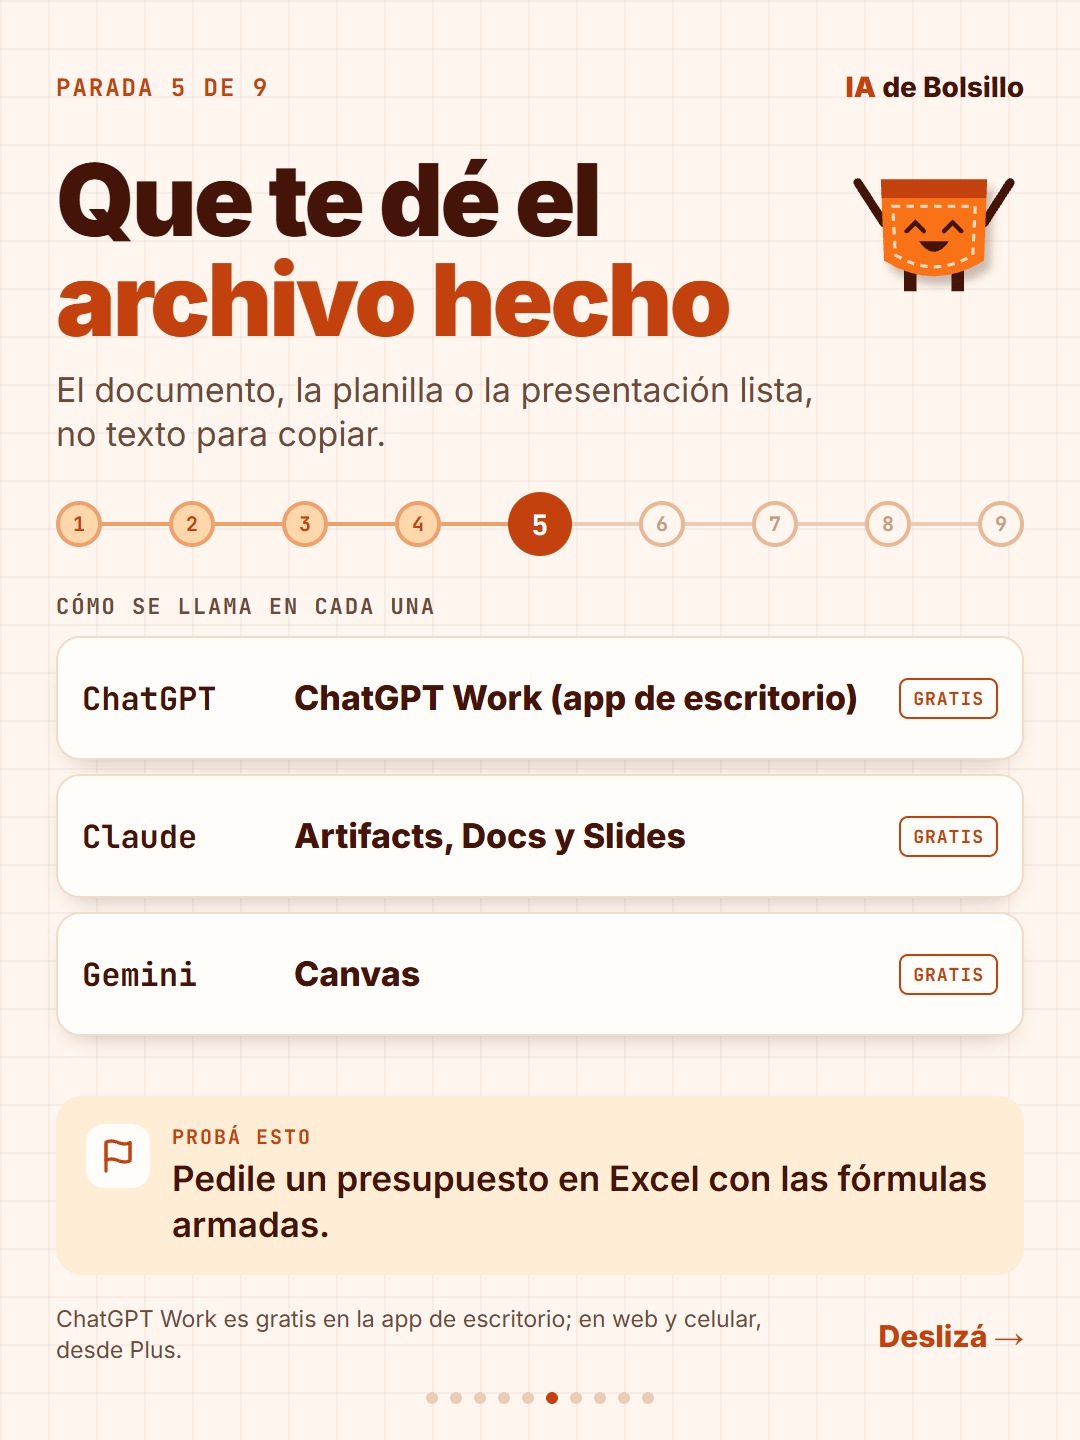 PARADA 5 DE 9
IA de Bolsillo
Que te dé el
archivo hecho
El documento, la planilla o la presentación lista,
no texto para copiar.
1 2 3 4 5 6 7 8 9
CÓMO SE LLAMA EN CADA UNA
ChatGPT ChatGPT Work (app de escritorio) GRATIS
Claude Artifacts, Docs y Slides GRATIS
Gemini Canvas GRATIS
PROBÁ ESTO
Pedile un presupuesto en Excel con las fórmulas
armadas.
ChatGPT Work es gratis en la app de escritorio; en web y celular,
desde Plus.
Deslizá →